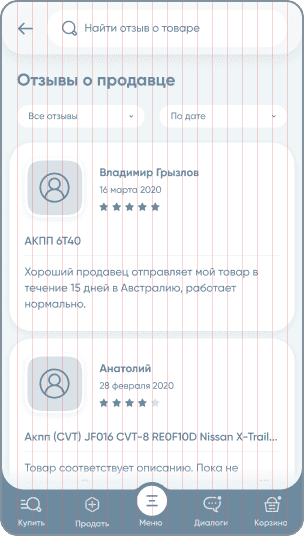 Найти отзыв о товаре
Отзывы о продавце
Все отзывы
По дате
Владимир Грызлов
16 марта 2020
АКПП 6Т40
Хороший продавец отправляет мой товар в
течение 15 дней в Австралию, работает
нормально.
Анатолий
28 февраля 2020
Акпп (CVT) JF016 CVT-8 RE0F10D Nissan X-Trail...
Товар соответствует описанию. Пока не
Купить
Продать
Меню
Диалоги
Корзина